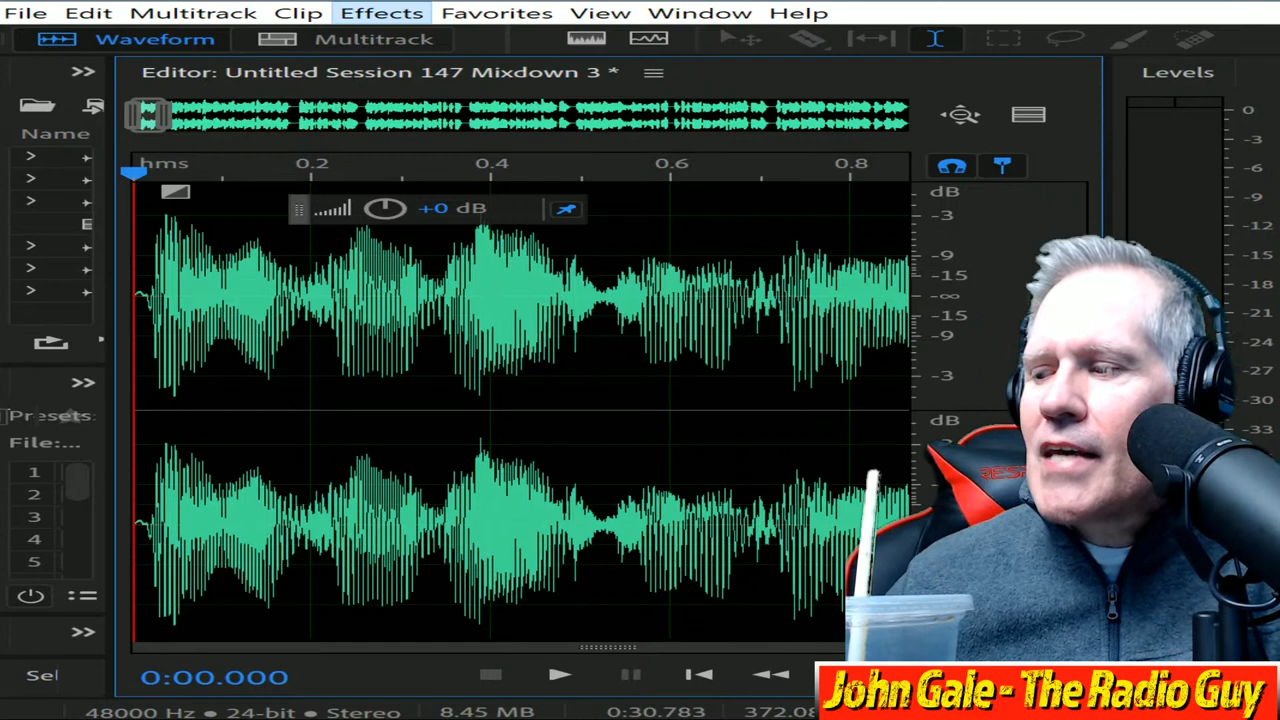 File Edit Multitrack Clip Effects Favorites View Window Help
Waveform Multitrack
Editor: Untitled Session 147 Mixdown 3 *
Levels
Name
hms 0.2 0.4 0.6 0.8
+0 dB
dB
-3
-9
-15
-∞
-15
-9
-3
dB
0
-3
-6
-9
-12
-15
-18
-21
-24
-27
-30
-33
Presets
File:...
1
2
3
4
5
Sel
0:00.000
48000 Hz • 24-bit • Stereo 8.45 MB 0:30.783
John Gale - The Radio Guy